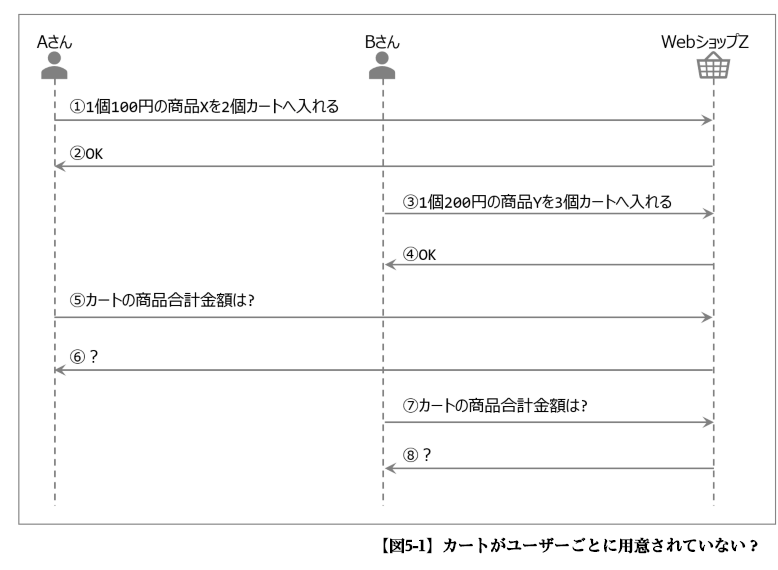 Aさん
Bさん
WebショップZ
①1個100円の商品Xを2個カートへ入れる
②OK
③1個200円の商品Yを3個カートへ入れる
④OK
⑤カートの商品合計金額は?
⑥？
⑦カートの商品合計金額は?
⑧？
【図5-1】カートがユーザーごとに用意されていない？